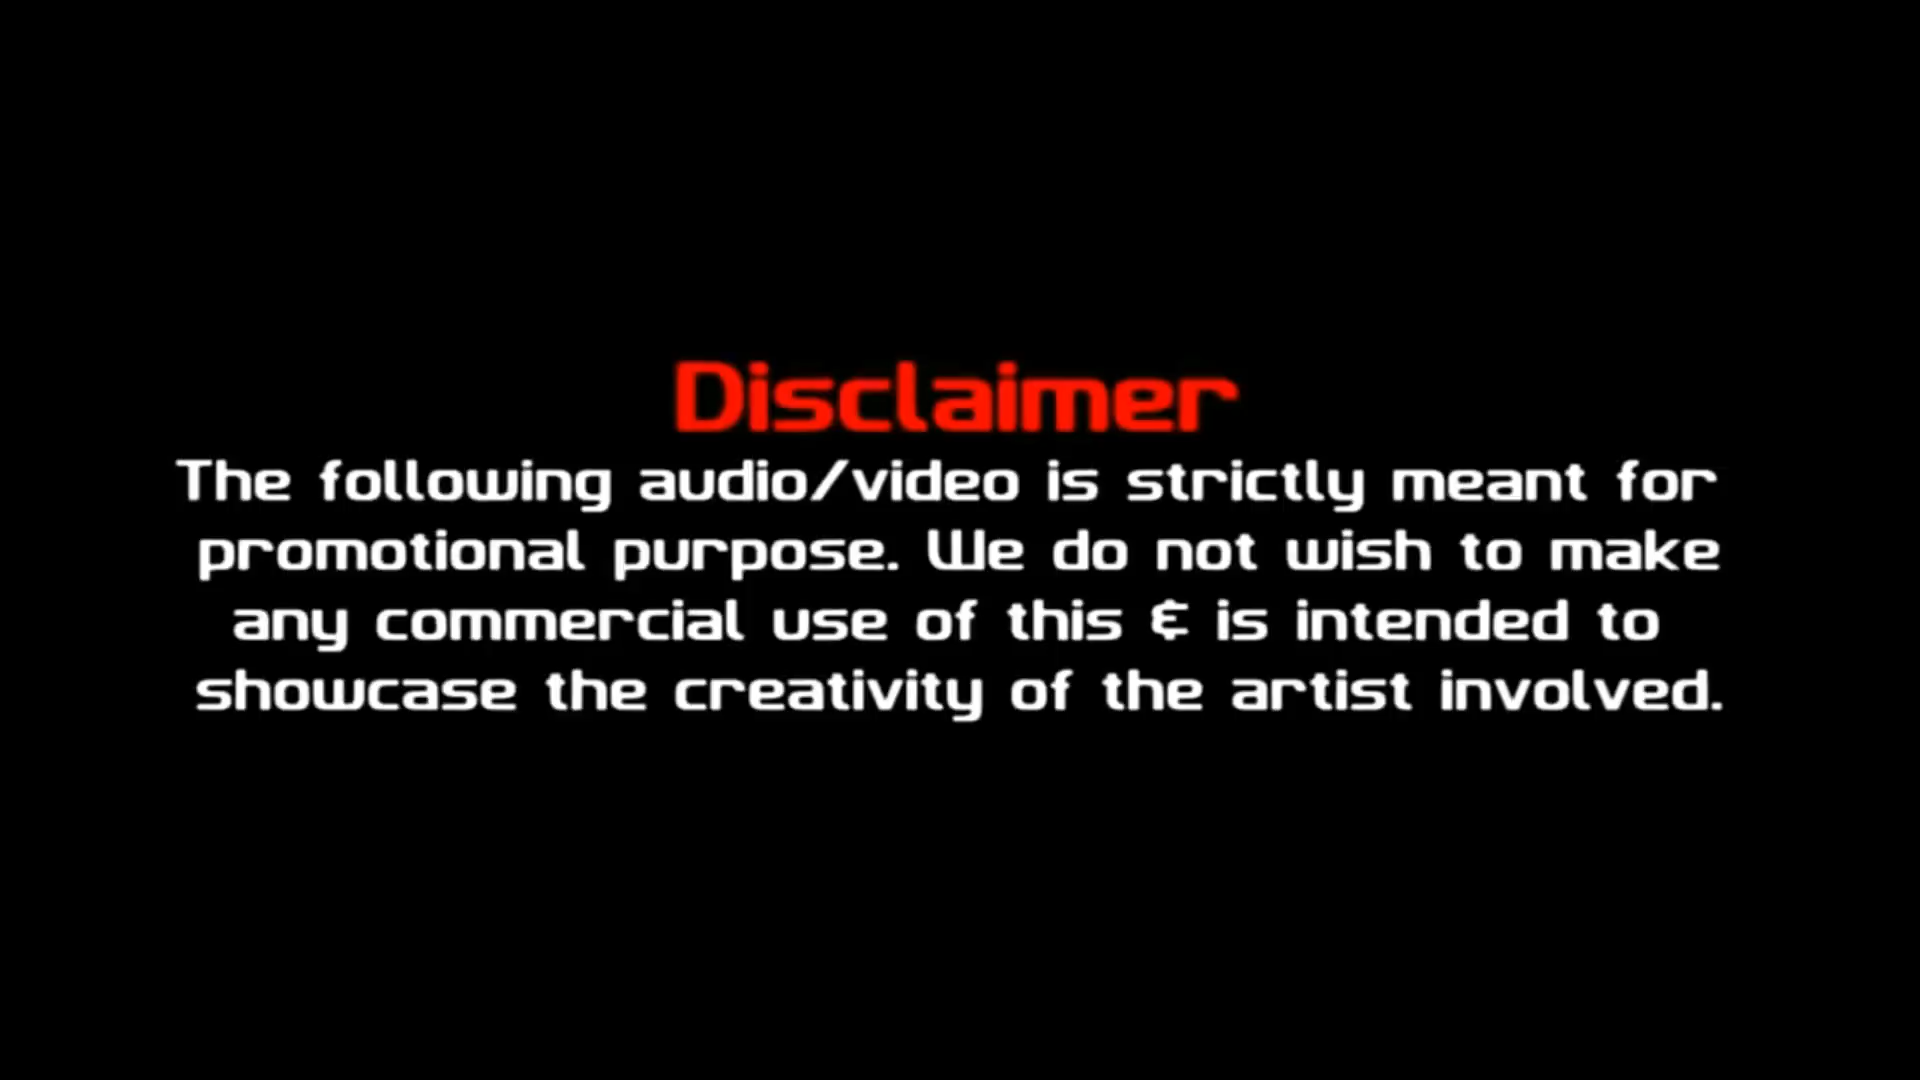 Disclaimer
The following audio/video is strictly meant for
promotional purpose. We do not wish to make
any commercial use of this & is intended to
showcase the creativity of the artist involved.